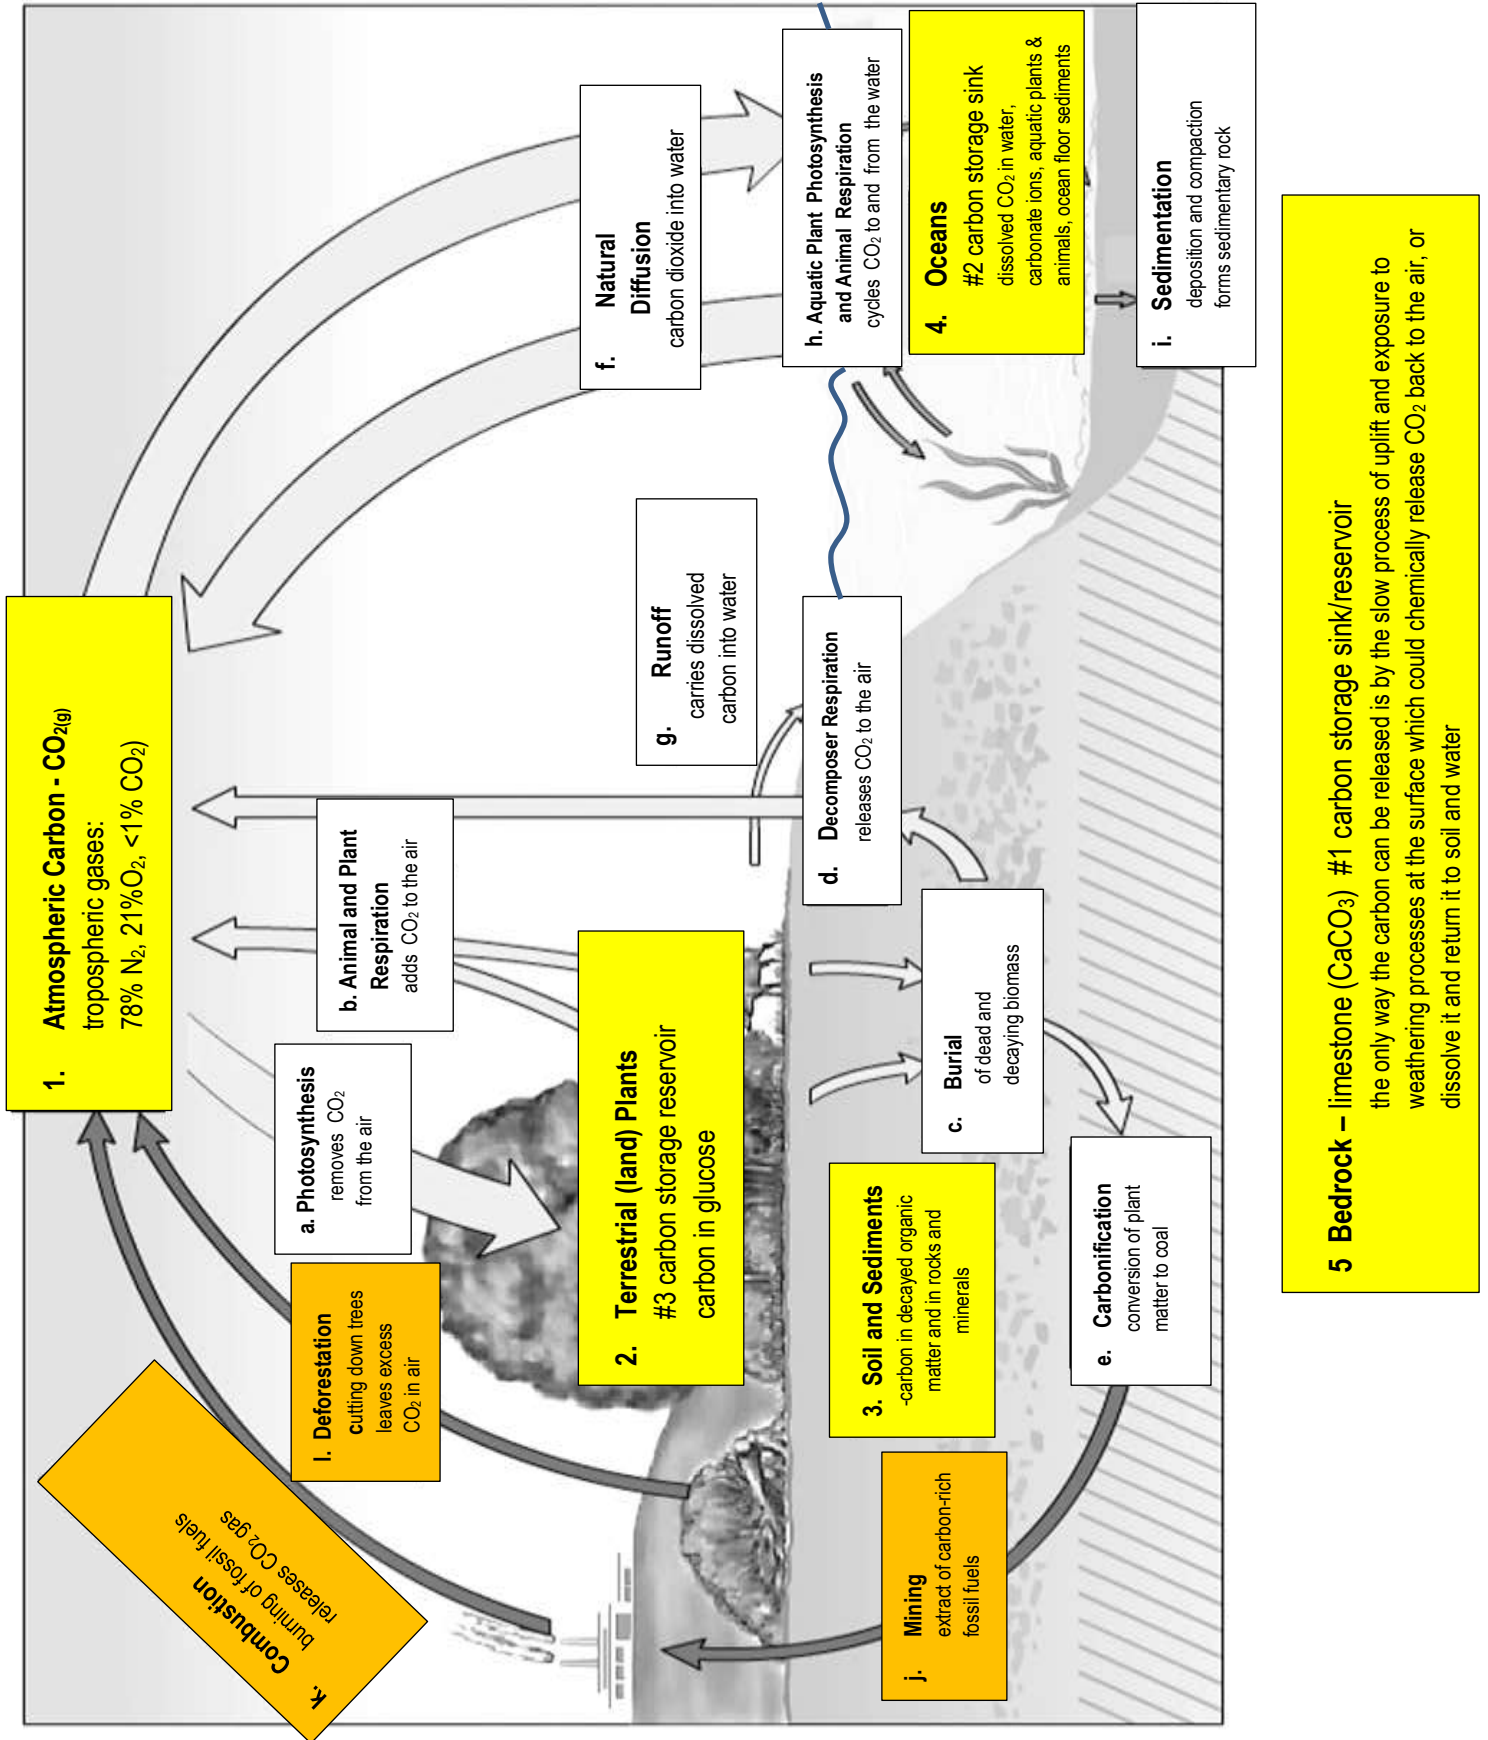 1. Atmospheric Carbon - CO2(g)
tropospheric gases:
78% N2, 21%O2, <1% CO2)
k. Combustion
burning of fossil fuels
releases CO2 gas
l. Deforestation
cutting down trees
leaves excess
CO2 in air
a. Photosynthesis
removes CO2
from the air
b. Animal and Plant
Respiration
adds CO2 to the air
f. Natural
Diffusion
carbon dioxide into water
2. Terrestrial (land) Plants
#3 carbon storage reservoir
carbon in glucose
g. Runoff
carries dissolved
carbon into water
h. Aquatic Plant Photosynthesis
and Animal Respiration
cycles CO2 to and from the water
d. Decomposer Respiration
releases CO2 to the air
4. Oceans
#2 carbon storage sink
dissolved CO2 in water,
carbonate ions, aquatic plants &
animals, ocean floor sediments
3. Soil and Sediments
-carbon in decayed organic
matter and in rocks and
minerals
c. Burial
of dead and
decaying biomass
j. Mining
extract of carbon-rich
fossil fuels
e. Carbonification
conversion of plant
matter to coal
i. Sedimentation
deposition and compaction
forms sedimentary rock
5 Bedrock – limestone (CaCO3) #1 carbon storage sink/reservoir
the only way the carbon can be released is by the slow process of uplift and exposure to
weathering processes at the surface which could chemically release CO2 back to the air, or
dissolve it and return it to soil and water